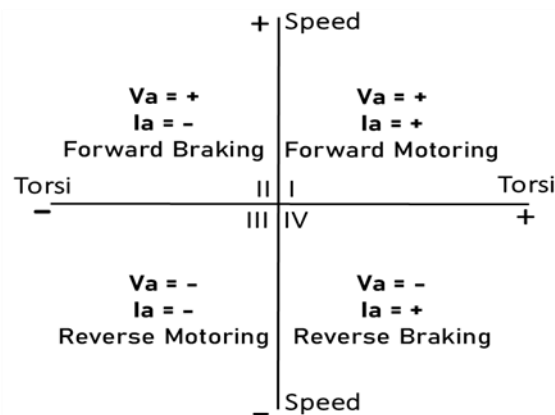 + Speed
Va = +
Ia = –
Forward Braking
Va = +
Ia = +
Forward Motoring
Torsi
–
II
I
Torsi
+
III
IV
Va = –
Ia = –
Reverse Motoring
Va = –
Ia = +
Reverse Braking
– Speed